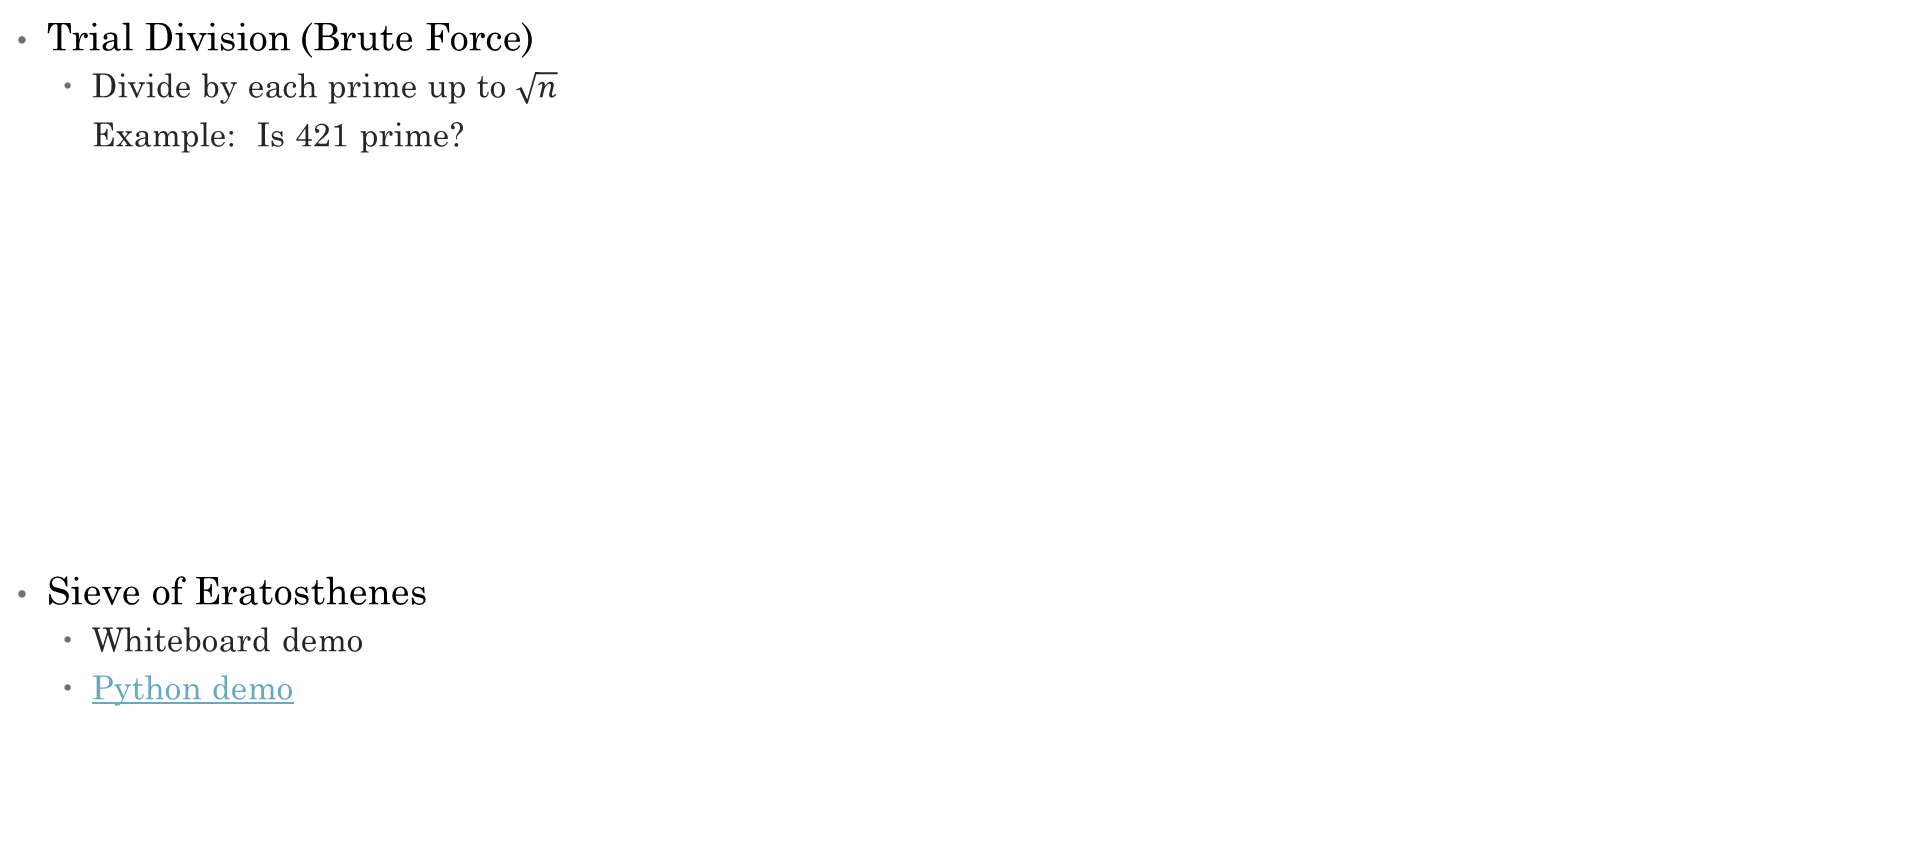 • Trial Division (Brute Force)
• Divide by each prime up to √n
Example: Is 421 prime?
• Sieve of Eratosthenes
• Whiteboard demo
• Python demo